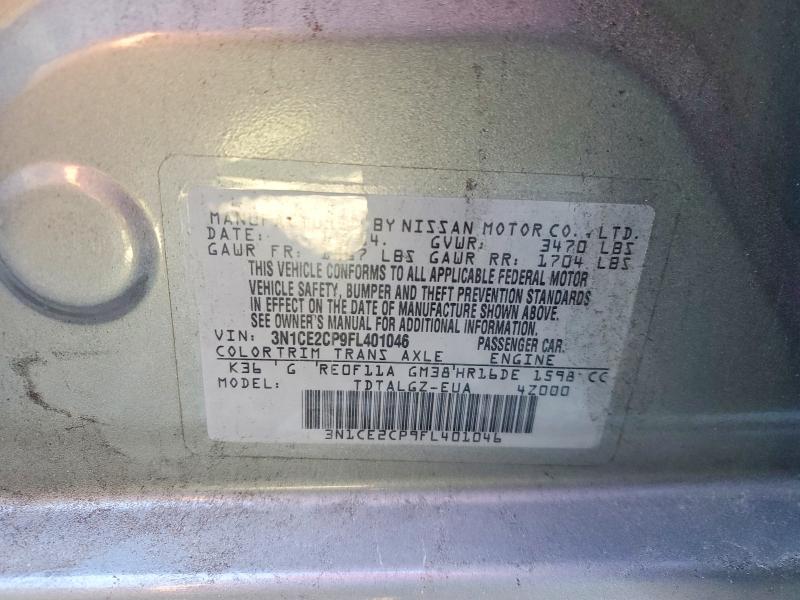 BY NISSAN MOTOR CO., LTD.
DATE: GVWR: 3470 LBS
GAWR FR: LBS GAWR RR: 1704 LBS
THIS VEHICLE CONFORMS TO ALL APPLICABLE FEDERAL MOTOR
VEHICLE SAFETY, BUMPER AND THEFT PREVENTION STANDARDS
IN EFFECT ON THE DATE OF MANUFACTURE SHOWN ABOVE.
SEE OWNER'S MANUAL FOR ADDITIONAL INFORMATION.
VIN: 3N1CE2CP9FL401046 PASSENGER CAR.
COLORTRIM TRANS AXLE ENGINE
K36 'G 'RE0F11A GM38'HR16DE 1598 CC
MODEL: TDTALGZ-EUA 4Z000
3N1CE2CP9FL401046